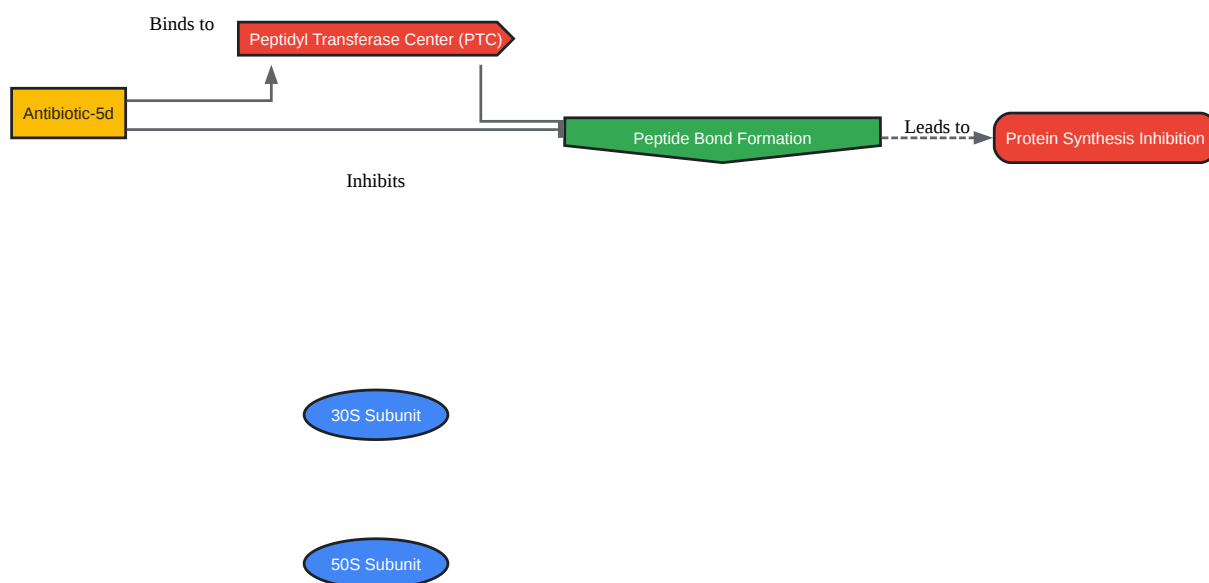 Binds to
Peptidyl Transferase Center (PTC)
Antibiotic-5d
Peptide Bond Formation
Leads to
Protein Synthesis Inhibition
Inhibits
30S Subunit
50S Subunit